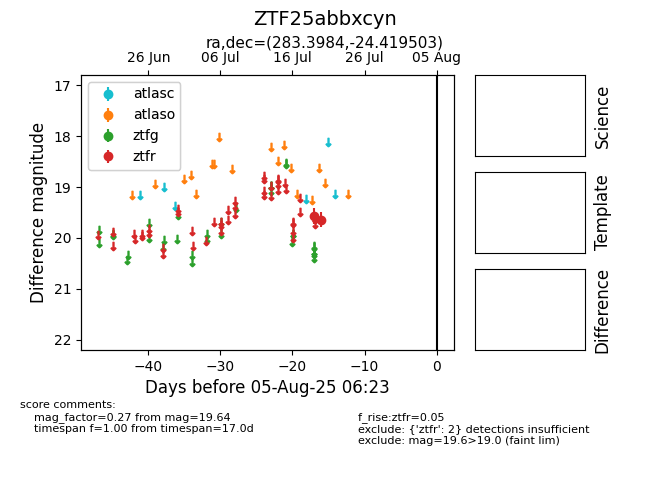 ZTF25abbxcyn
ra,dec=(283.3984,-24.419503)
26 Jun 06 Jul 16 Jul 26 Jul 05 Aug
atlasc
atlaso
ztfg
ztfr
17
18
19
20
21
22
Difference magnitude
−40 −30 −20 −10 0
Days before 05-Aug-25 06:23
Science
Template
Difference
score comments:
mag_factor=0.27 from mag=19.64
timespan f=1.00 from timespan=17.0d
f_rise:ztfr=0.05
exclude: {'ztfr': 2} detections insufficient
exclude: mag=19.6>19.0 (faint lim)